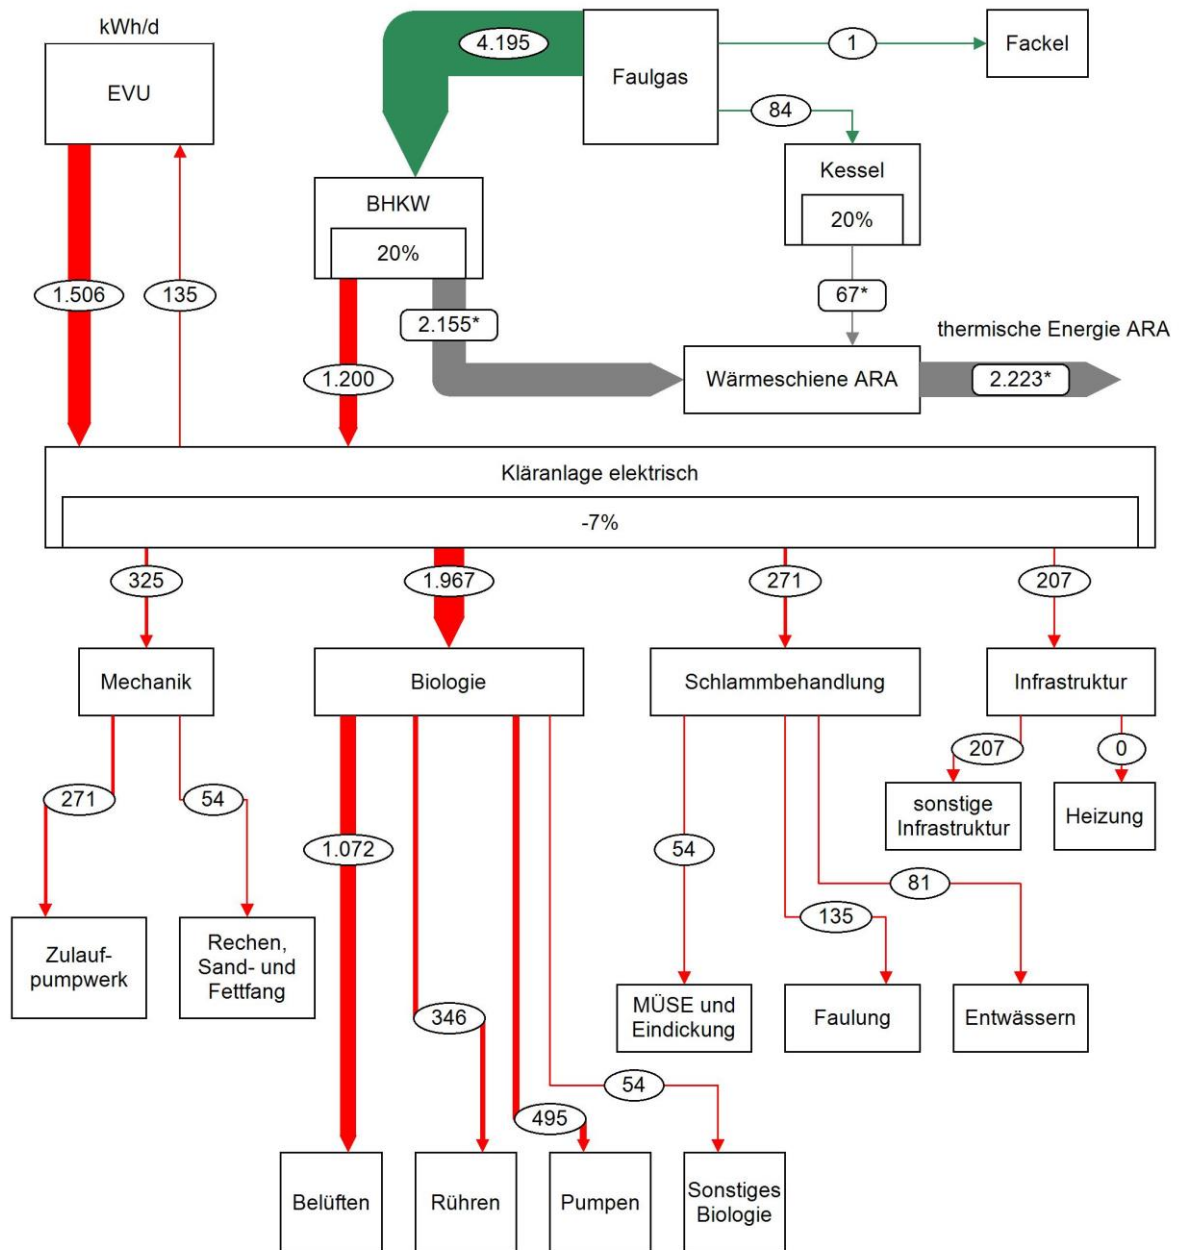 kWh/d
EVU
4.195
Faulgas
1
Fackel
84
Kessel
20%
BHKW
20%
1.506
135
2.155*
67*
thermische Energie ARA
1.200
Wärmeschiene ARA
2.223*
Kläranlage elektrisch
-7%
325
1.967
271
207
Mechanik
Biologie
Schlammbehandlung
Infrastruktur
207
0
271
54
sonstige
Infrastruktur
Heizung
1.072
54
81
135
Zulauf-
pumpwerk
Rechen,
Sand- und
Fettfang
346
MÜSE und
Eindickung
Faulung
Entwässern
54
495
Belüften
Rühren
Pumpen
Sonstiges
Biologie